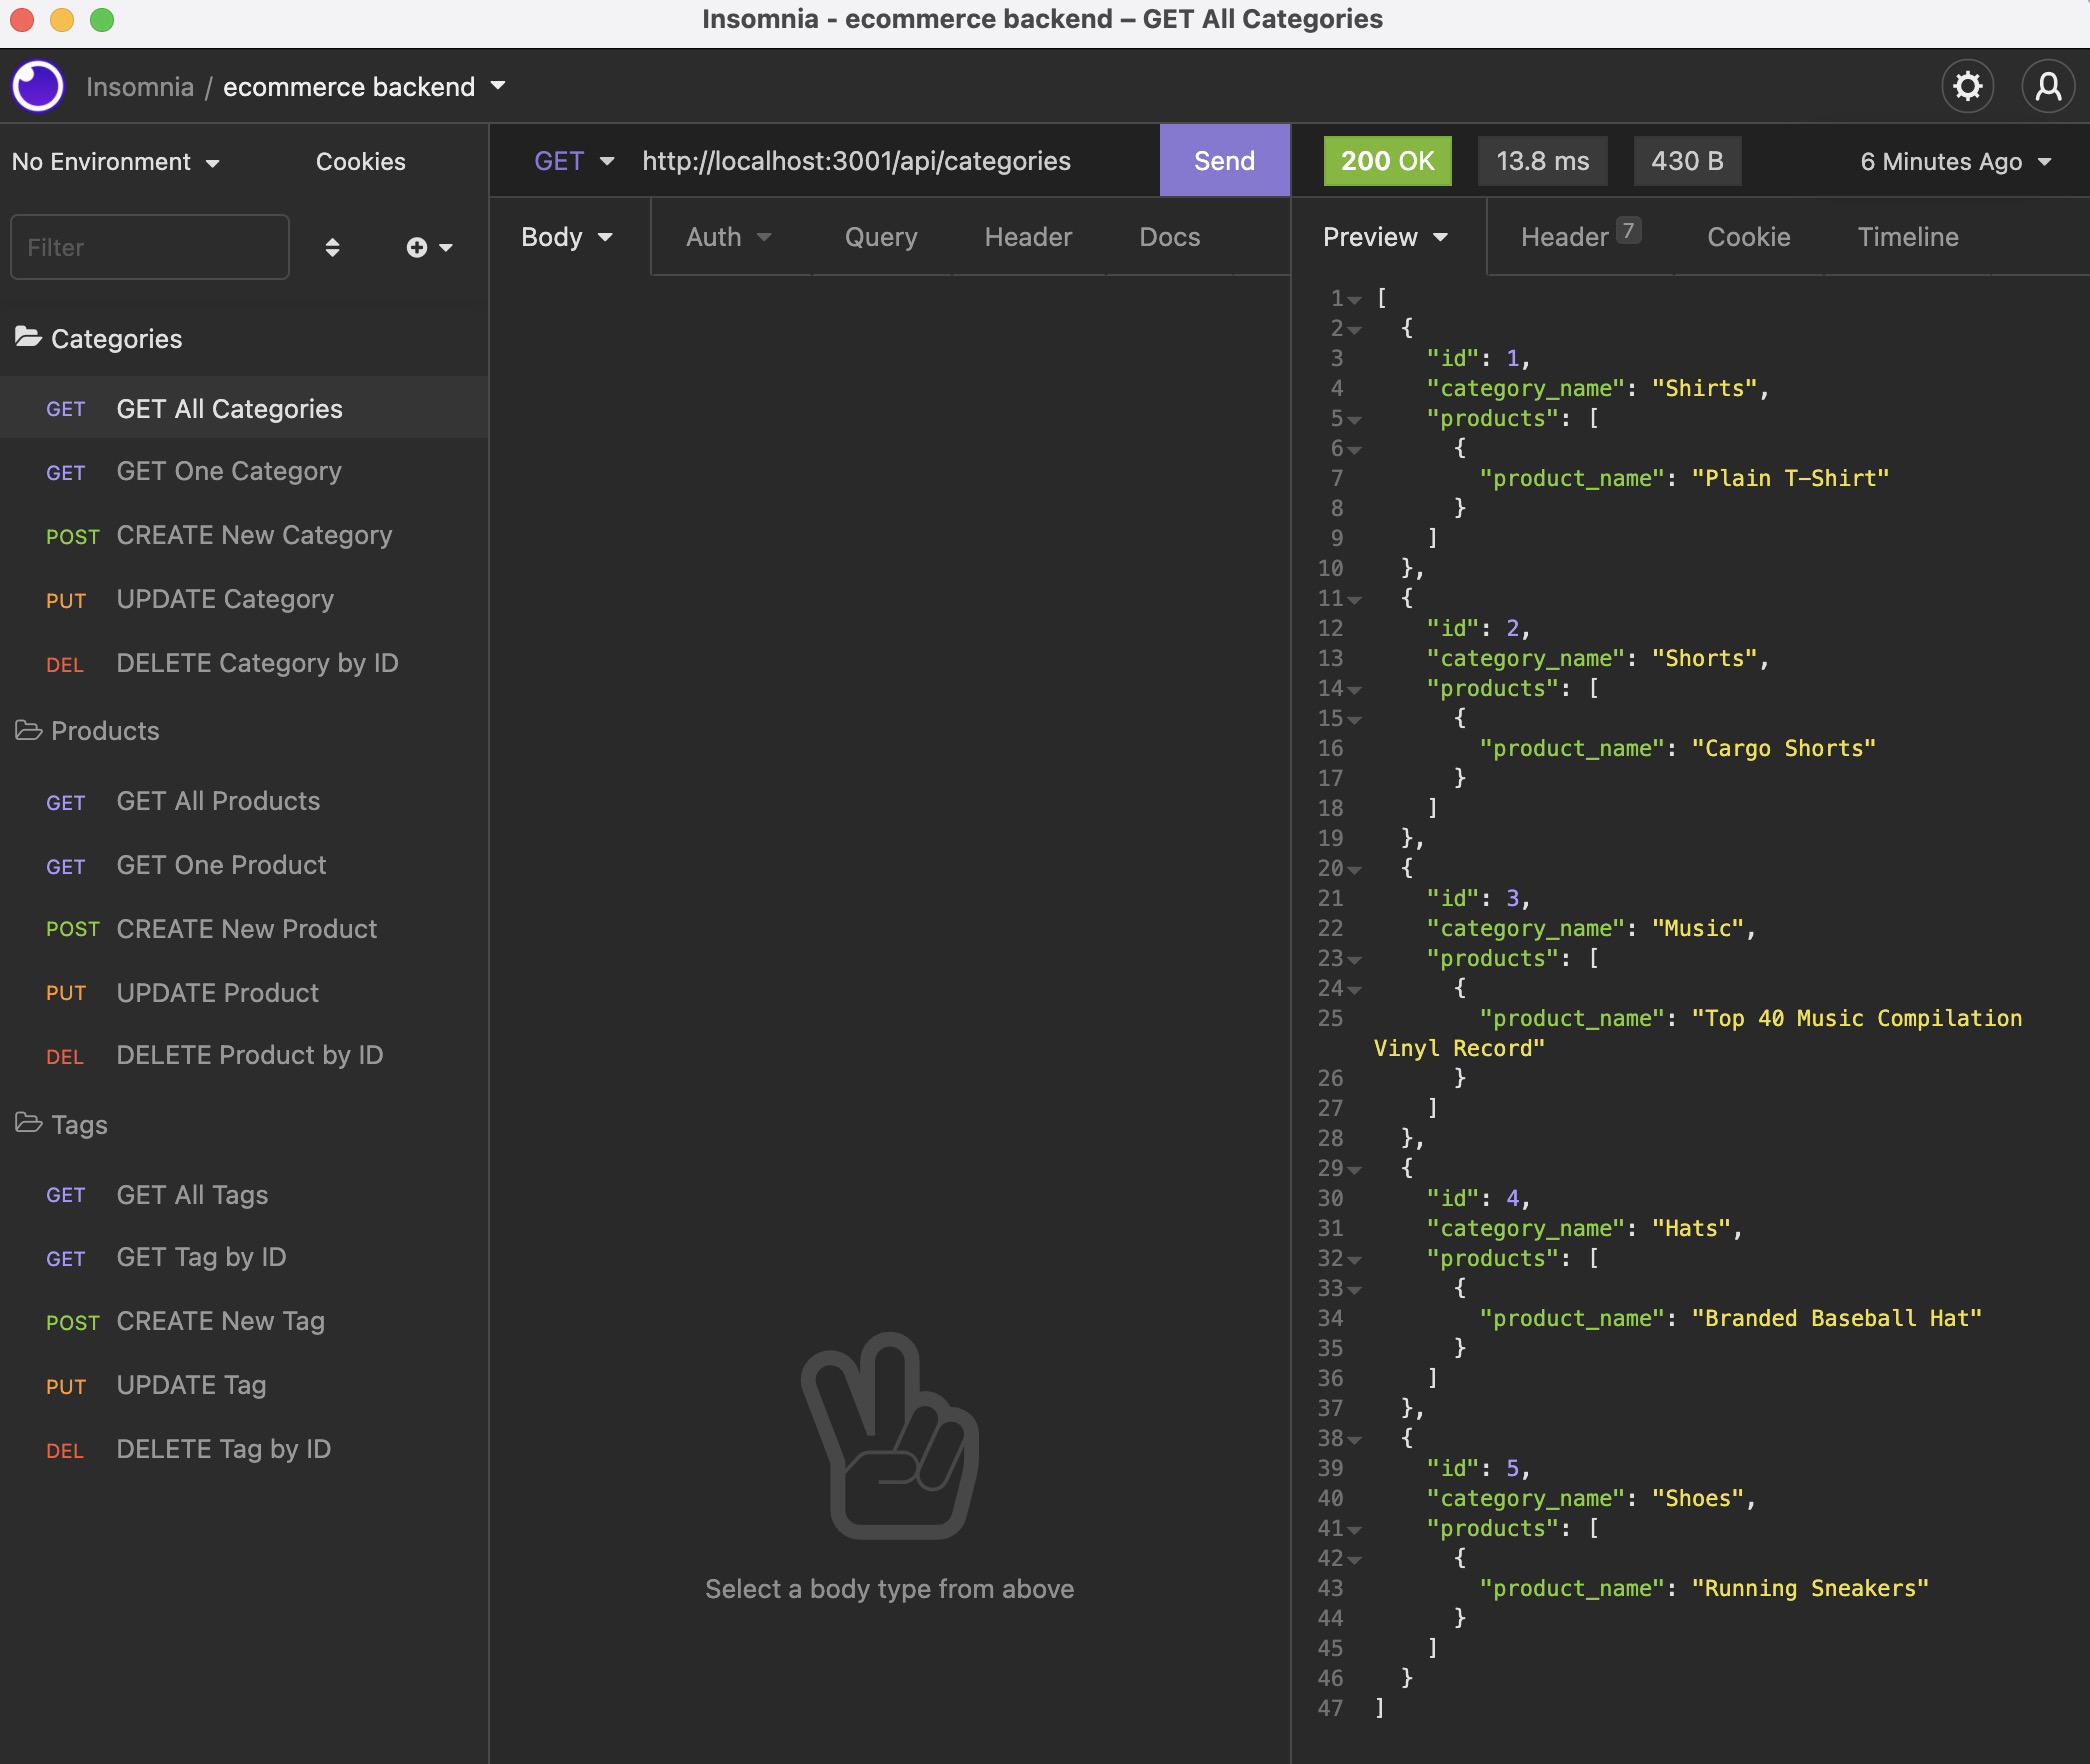 Insomnia - ecommerce backend – GET All Categories
Insomnia / ecommerce backend
No Environment
Cookies
Filter
Categories
GET GET All Categories
GET GET One Category
POST CREATE New Category
PUT UPDATE Category
DEL DELETE Category by ID
Products
GET GET All Products
GET GET One Product
POST CREATE New Product
PUT UPDATE Product
DEL DELETE Product by ID
Tags
GET GET All Tags
GET GET Tag by ID
POST CREATE New Tag
PUT UPDATE Tag
DEL DELETE Tag by ID
GET http://localhost:3001/api/categories Send
Body Auth Query Header Docs
Select a body type from above
200 OK 13.8 ms 430 B 6 Minutes Ago
Preview Header 7 Cookie Timeline
1 [
2 {
3 "id": 1,
4 "category_name": "Shirts",
5 "products": [
6 {
7 "product_name": "Plain T-Shirt"
8 }
9 ]
10 },
11 {
12 "id": 2,
13 "category_name": "Shorts",
14 "products": [
15 {
16 "product_name": "Cargo Shorts"
17 }
18 ]
19 },
20 {
21 "id": 3,
22 "category_name": "Music",
23 "products": [
24 {
25 "product_name": "Top 40 Music Compilation
Vinyl Record"
26 }
27 ]
28 },
29 {
30 "id": 4,
31 "category_name": "Hats",
32 "products": [
33 {
34 "product_name": "Branded Baseball Hat"
35 }
36 ]
37 },
38 {
39 "id": 5,
40 "category_name": "Shoes",
41 "products": [
42 {
43 "product_name": "Running Sneakers"
44 }
45 ]
46 }
47 ]